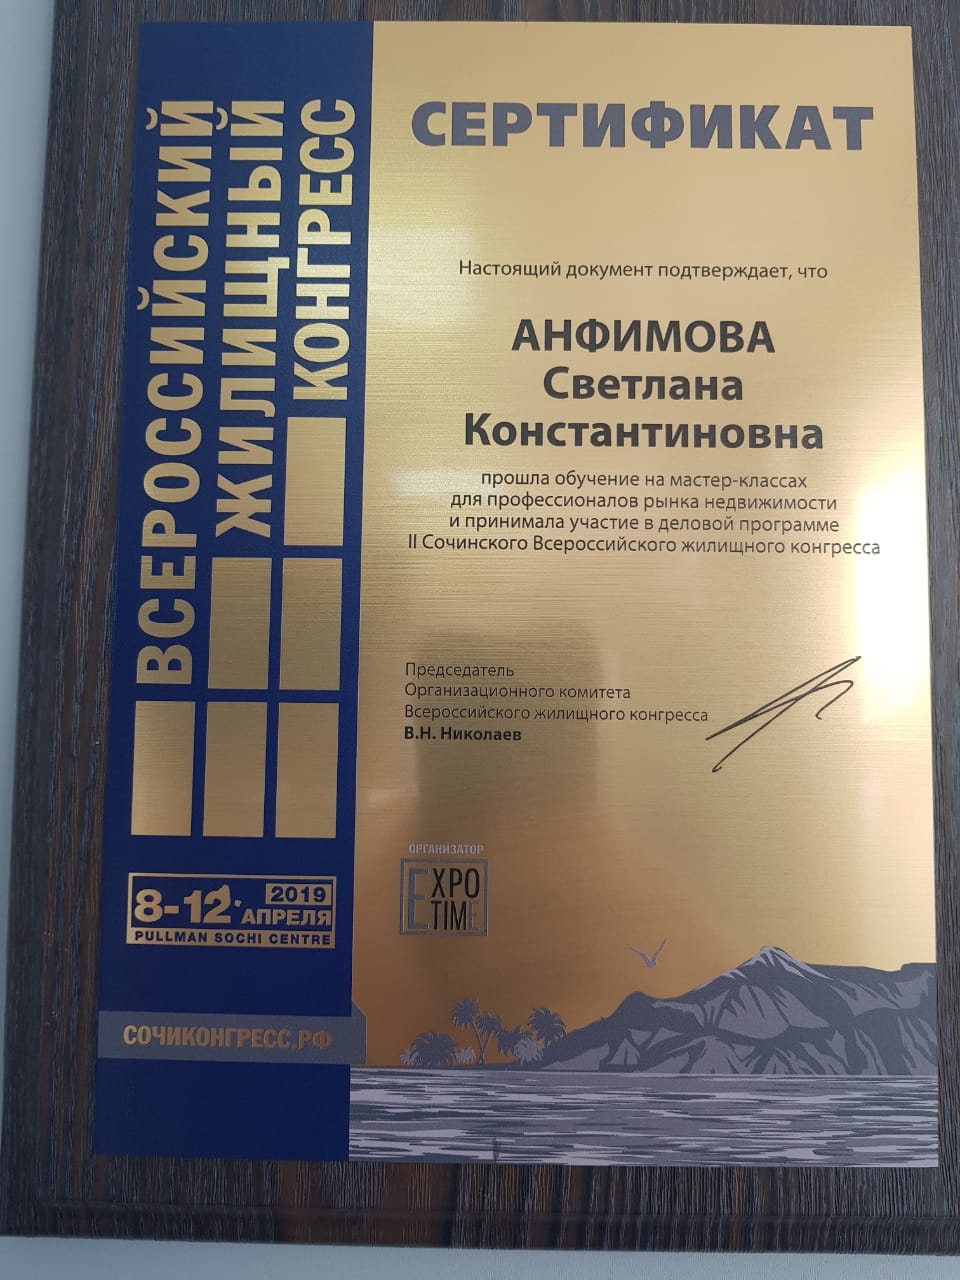 ВСЕРОССИЙСКИЙ
ЖИЛИЩНЫЙ
КОНГРЕСС
СЕРТИФИКАТ
Настоящий документ подтверждает, что
АНФИМОВА
Светлана
Константиновна
прошла обучение на мастер-классах
для профессионалов рынка недвижимости
и принимала участие в деловой программе
II Сочинского Всероссийского жилищного конгресса
Председатель
Организационного комитета
Всероссийского жилищного конгресса
В.Н. Николаев
ОРГАНИЗАТОР
EXPO
TIME
8-12 2019
АПРЕЛЯ
PULLMAN SOCHI CENTRE
СОЧИКОНГРЕСС.РФ